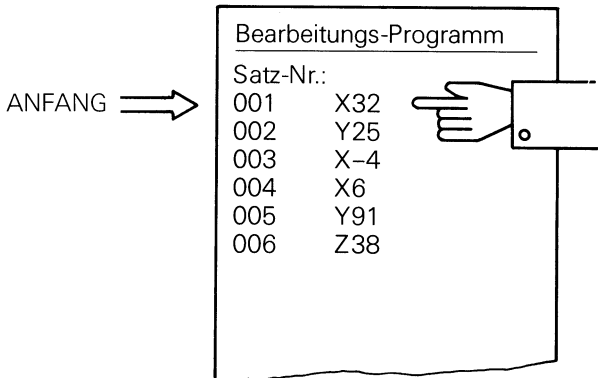 Bearbeitungs-Programm
Satz-Nr.:
ANFANG 001 X32
002 Y25
003 X–4
004 X6
005 Y91
006 Z38